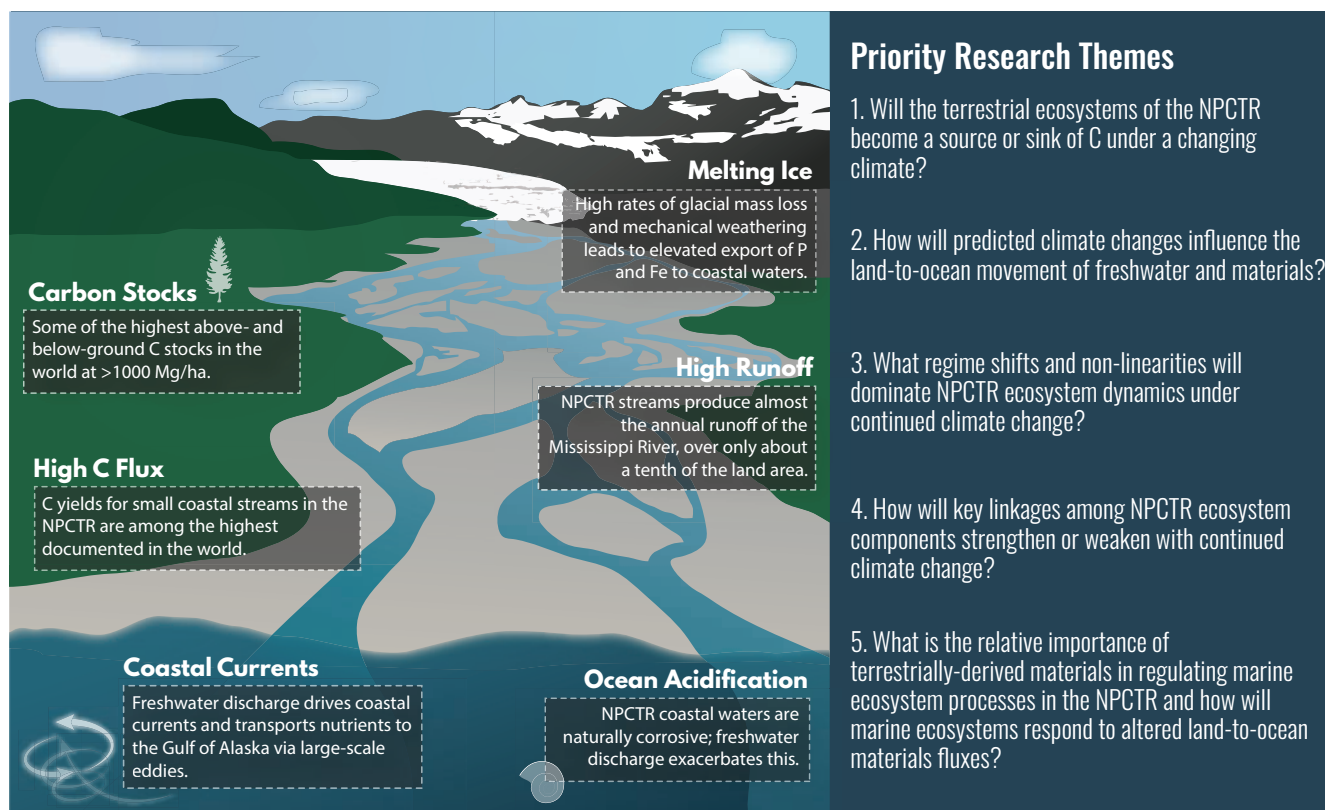 Melting Ice
High rates of glacial mass loss
and mechanical weathering
leads to elevated export of P
and Fe to coastal waters.
Carbon Stocks
Some of the highest above- and
below-ground C stocks in the
world at >1000 Mg/ha.
High Runoff
NPCTR streams produce almost
the annual runoff of the
Mississippi River, over only about
a tenth of the land area.
High C Flux
C yields for small coastal streams in the
NPCTR are among the highest
documented in the world.
Coastal Currents
Freshwater discharge drives coastal
currents and transports nutrients to
the Gulf of Alaska via large-scale
eddies.
Ocean Acidification
NPCTR coastal waters are
naturally corrosive; freshwater
discharge exacerbates this.
Priority Research Themes
1. Will the terrestrial ecosystems of the NPCTR
become a source or sink of C under a changing
climate?
2. How will predicted climate changes influence the
land-to-ocean movement of freshwater and materials?
3. What regime shifts and non-linearities will
dominate NPCTR ecosystem dynamics under
continued climate change?
4. How will key linkages among NPCTR ecosystem
components strengthen or weaken with continued
climate change?
5. What is the relative importance of
terrestrially-derived materials in regulating marine
ecosystem processes in the NPCTR and how will
marine ecosystems respond to altered land-to-ocean
materials fluxes?